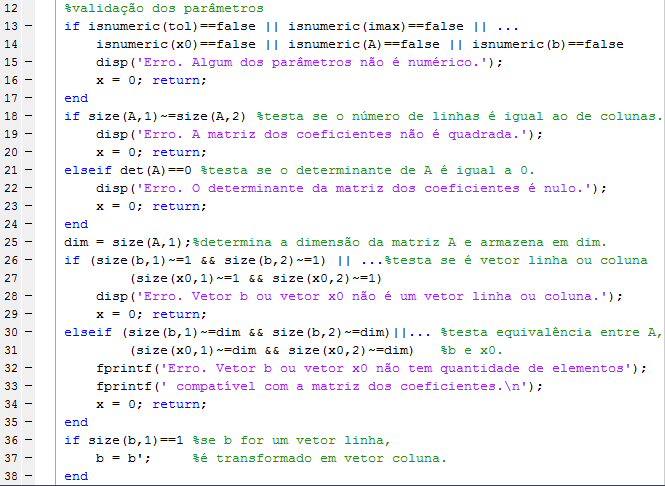 12 %validação dos parâmetros
13 if isnumeric(tol)==false || isnumeric(imax)==false || ...
14 isnumeric(x0)==false || isnumeric(A)==false || isnumeric(b)==false
15 disp('Erro. Algum dos parâmetros não é numérico.');
16 x = 0; return;
17 end
18 if size(A,1)~=size(A,2) %testa se o número de linhas é igual ao de colunas.
19 disp('Erro. A matriz dos coeficientes não é quadrada.');
20 x = 0; return;
21 elseif det(A)==0 %testa se o determinante de A é igual a 0.
22 disp('Erro. O determinante da matriz dos coeficientes é nulo.');
23 x = 0; return;
24 end
25 dim = size(A,1);%determina a dimensão da matriz A e armazena em dim.
26 if (size(b,1)~=1 && size(b,2)~=1) || ...%testa se é vetor linha ou coluna
27 (size(x0,1)~=1 && size(x0,2)~=1)
28 disp('Erro. Vetor b ou vetor x0 não é um vetor linha ou coluna.');
29 x = 0; return;
30 elseif (size(b,1)~=dim && size(b,2)~=dim)||... %testa equivalência entre A,
31 (size(x0,1)~=dim && size(x0,2)~=dim) %b e x0.
32 fprintf('Erro. Vetor b ou vetor x0 não tem quantidade de elementos');
33 fprintf(' compatível com a matriz dos coeficientes.\n');
34 x = 0; return;
35 end
36 if size(b,1)==1 %se b for um vetor linha,
37 b = b'; %é transformado em vetor coluna.
38 end